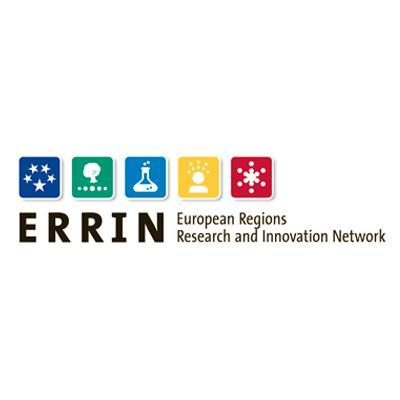 ERRIN
European Regions
Research and Innovation Network